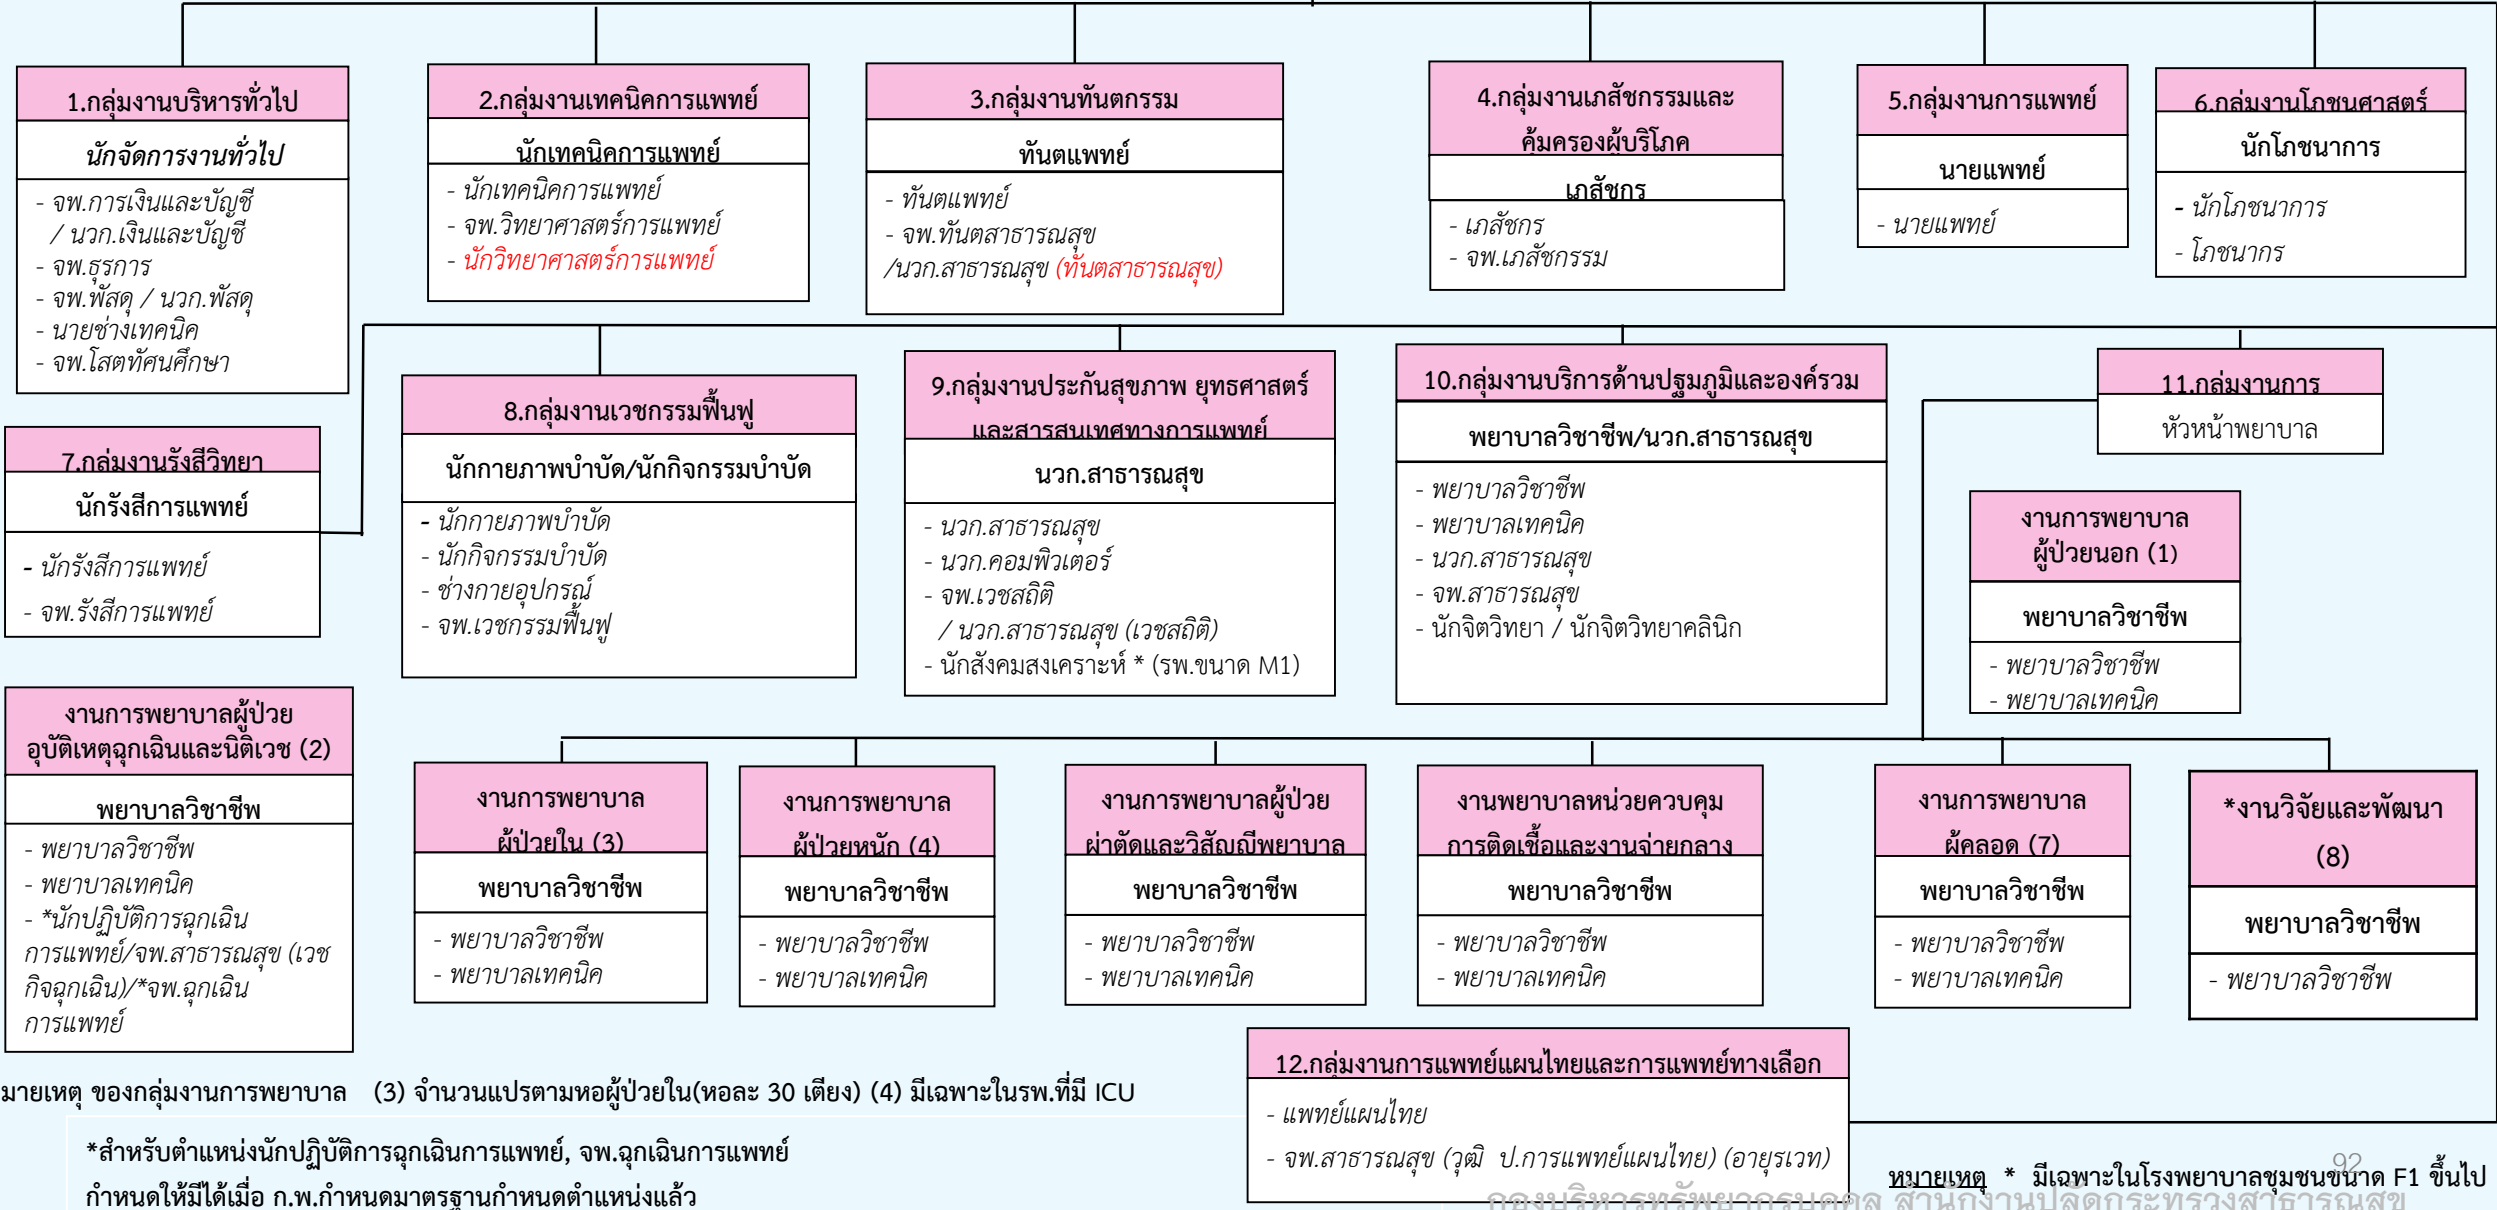 1.กลุ่มงานบริหารทั่วไป
นักจัดการงานทั่วไป
- จพ.การเงินและบัญชี
/ นวก.เงินและบัญชี
- จพ.ธุรการ
- จพ.พัสดุ / นวก.พัสดุ
- นายช่างเทคนิค
- จพ.โสตทัศนศึกษา
2.กลุ่มงานเทคนิคการแพทย์
นักเทคนิคการแพทย์
- นักเทคนิคการแพทย์
- จพ.วิทยาศาสตร์การแพทย์
- นักวิทยาศาสตร์การแพทย์
3.กลุ่มงานทันตกรรม
ทันตแพทย์
- ทันตแพทย์
- จพ.ทันตสาธารณสุข
/นวก.สาธารณสุข (ทันตสาธารณสุข)
4.กลุ่มงานเภสัชกรรมและ
คุ้มครองผู้บริโภค
เภสัชกร
- เภสัชกร
- จพ.เภสัชกรรม
5.กลุ่มงานการแพทย์
นายแพทย์
- นายแพทย์
6.กลุ่มงานโภชนศาสตร์
นักโภชนาการ
- นักโภชนาการ
- โภชนากร
7.กลุ่มงานรังสีวิทยา
นักรังสีการแพทย์
- นักรังสีการแพทย์
- จพ.รังสีการแพทย์
8.กลุ่มงานเวชกรรมฟื้นฟู
นักกายภาพบำบัด/นักกิจกรรมบำบัด
- นักกายภาพบำบัด
- นักกิจกรรมบำบัด
- ช่างกายอุปกรณ์
- จพ.เวชกรรมฟื้นฟู
9.กลุ่มงานประกันสุขภาพ ยุทธศาสตร์
และสารสนเทศทางการแพทย์
นวก.สาธารณสุข
- นวก.สาธารณสุข
- นวก.คอมพิวเตอร์
- จพ.เวชสถิติ
/ นวก.สาธารณสุข (เวชสถิติ)
- นักสังคมสงเคราะห์ * (รพ.ขนาด M1)
10.กลุ่มงานบริการด้านปฐมภูมิและองค์รวม
พยาบาลวิชาชีพ/นวก.สาธารณสุข
- พยาบาลวิชาชีพ
- พยาบาลเทคนิค
- นวก.สาธารณสุข
- จพ.สาธารณสุข
- นักจิตวิทยา / นักจิตวิทยาคลินิก
11.กลุ่มงานการ
หัวหน้าพยาบาล
งานการพยาบาล
ผู้ป่วยนอก (1)
พยาบาลวิชาชีพ
- พยาบาลวิชาชีพ
- พยาบาลเทคนิค
งานการพยาบาลผู้ป่วย
อุบัติเหตุฉุกเฉินและนิติเวช (2)
พยาบาลวิชาชีพ
- พยาบาลวิชาชีพ
- พยาบาลเทคนิค
- *นักปฏิบัติการฉุกเฉิน
การแพทย์/จพ.สาธารณสุข (เวช
กิจฉุกเฉิน)/*จพ.ฉุกเฉิน
การแพทย์
งานการพยาบาล
ผู้ป่วยใน (3)
พยาบาลวิชาชีพ
- พยาบาลวิชาชีพ
- พยาบาลเทคนิค
งานการพยาบาล
ผู้ป่วยหนัก (4)
พยาบาลวิชาชีพ
- พยาบาลวิชาชีพ
- พยาบาลเทคนิค
งานการพยาบาลผู้ป่วย
ผ่าตัดและวิสัญญีพยาบาล
พยาบาลวิชาชีพ
- พยาบาลวิชาชีพ
- พยาบาลเทคนิค
งานพยาบาลหน่วยควบคุม
การติดเชื้อและงานจ่ายกลาง
พยาบาลวิชาชีพ
- พยาบาลวิชาชีพ
- พยาบาลเทคนิค
งานการพยาบาล
ผู้คลอด (7)
พยาบาลวิชาชีพ
- พยาบาลวิชาชีพ
- พยาบาลเทคนิค
*งานวิจัยและพัฒนา
(8)
พยาบาลวิชาชีพ
- พยาบาลวิชาชีพ
12.กลุ่มงานการแพทย์แผนไทยและการแพทย์ทางเลือก
- แพทย์แผนไทย
- จพ.สาธารณสุข (วุฒิ ป.การแพทย์แผนไทย) (อายุรเวท)
มายเหตุ ของกลุ่มงานการพยาบาล (3) จำนวนแปรตามหอผู้ป่วยใน(หอละ 30 เตียง) (4) มีเฉพาะในรพ.ที่มี ICU
*สำหรับตำแหน่งนักปฏิบัติการฉุกเฉินการแพทย์, จพ.ฉุกเฉินการแพทย์
กำหนดให้มีได้เมื่อ ก.พ.กำหนดมาตรฐานกำหนดตำแหน่งแล้ว
92
หมายเหตุ * มีเฉพาะในโรงพยาบาลชุมชนขนาด F1 ขึ้นไป
กองบริหารทรัพยากรบุคคล สำนักงานปลัดกระทรวงสาธารณสุข